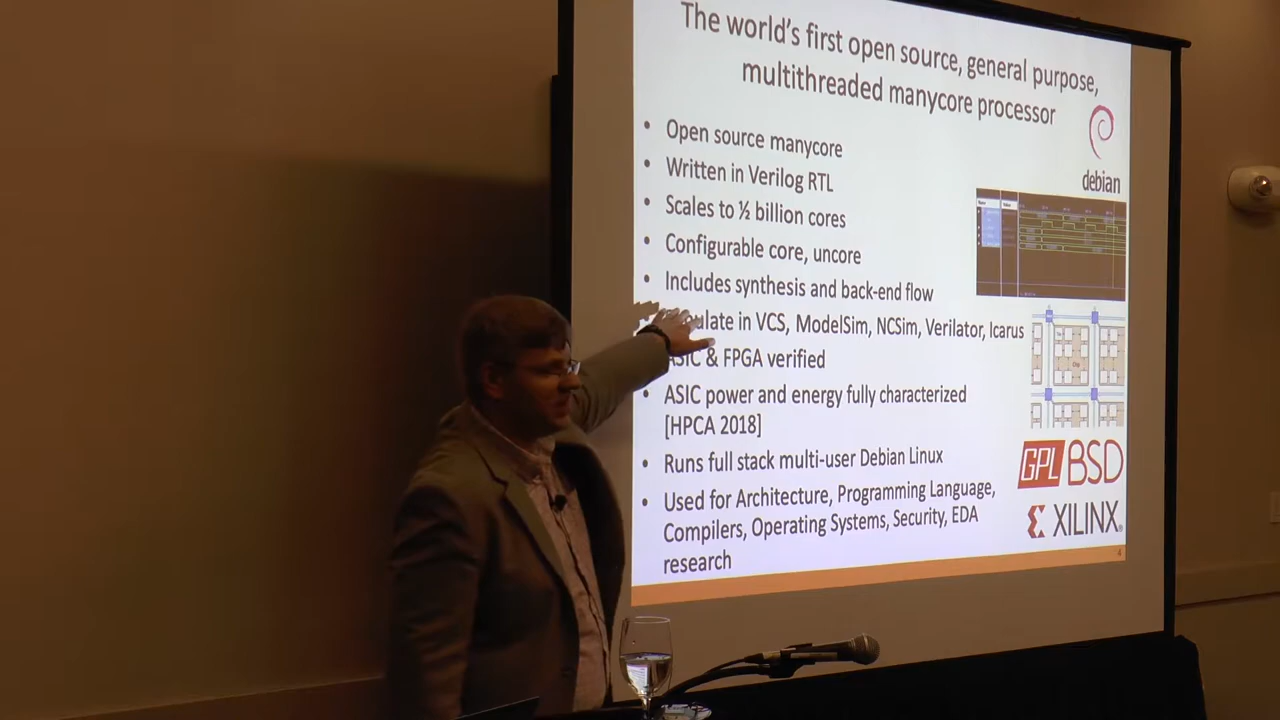 The world's first open source, general purpose,
multithreaded manycore processor
• Open source manycore
• Written in Verilog RTL
• Scales to ½ billion cores
• Configurable core, uncore
• Includes synthesis and back-end flow
ulate in VCS, ModelSim, NCSim, Verilator, Icarus
ASIC & FPGA verified
• ASIC power and energy fully characterized
[HPCA 2018]
• Runs full stack multi-user Debian Linux
• Used for Architecture, Programming Language,
Compilers, Operating Systems, Security, EDA
research
debian
GPL BSD
XILINX
4